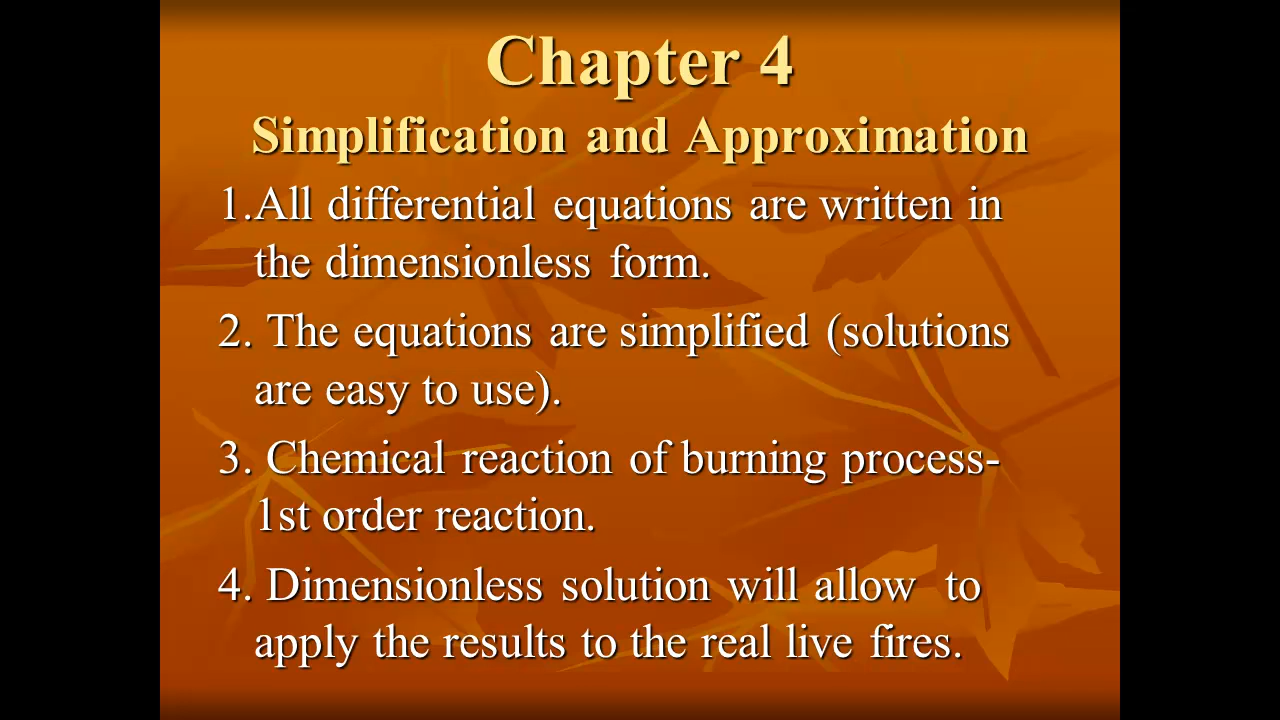 Chapter 4
Simplification and Approximation
1.All differential equations are written in
the dimensionless form.
2. The equations are simplified (solutions
are easy to use).
3. Chemical reaction of burning process-
1st order reaction.
4. Dimensionless solution will allow  to
apply the results to the real live fires.